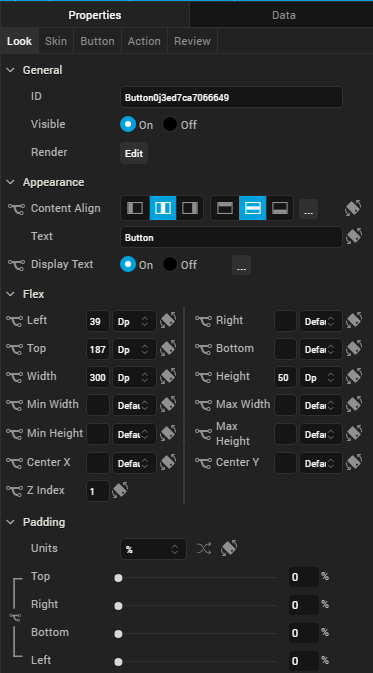 Properties Data
Look Skin Button Action Review
General
ID Button0j3ed7ca7066649
Visible On Off
Render Edit
Appearance
Content Align ...
Text Button
Display Text On Off ...
Flex
Left 39 Dp Right Defau
Top 187 Dp Bottom Defau
Width 300 Dp Height 50 Dp
Min Width Defau Max Width Defau
Min Height Defau Max Height Defau
Center X Defau Center Y Defau
Z Index 1
Padding
Units %
Top 0 %
Right 0 %
Bottom 0 %
Left 0 %